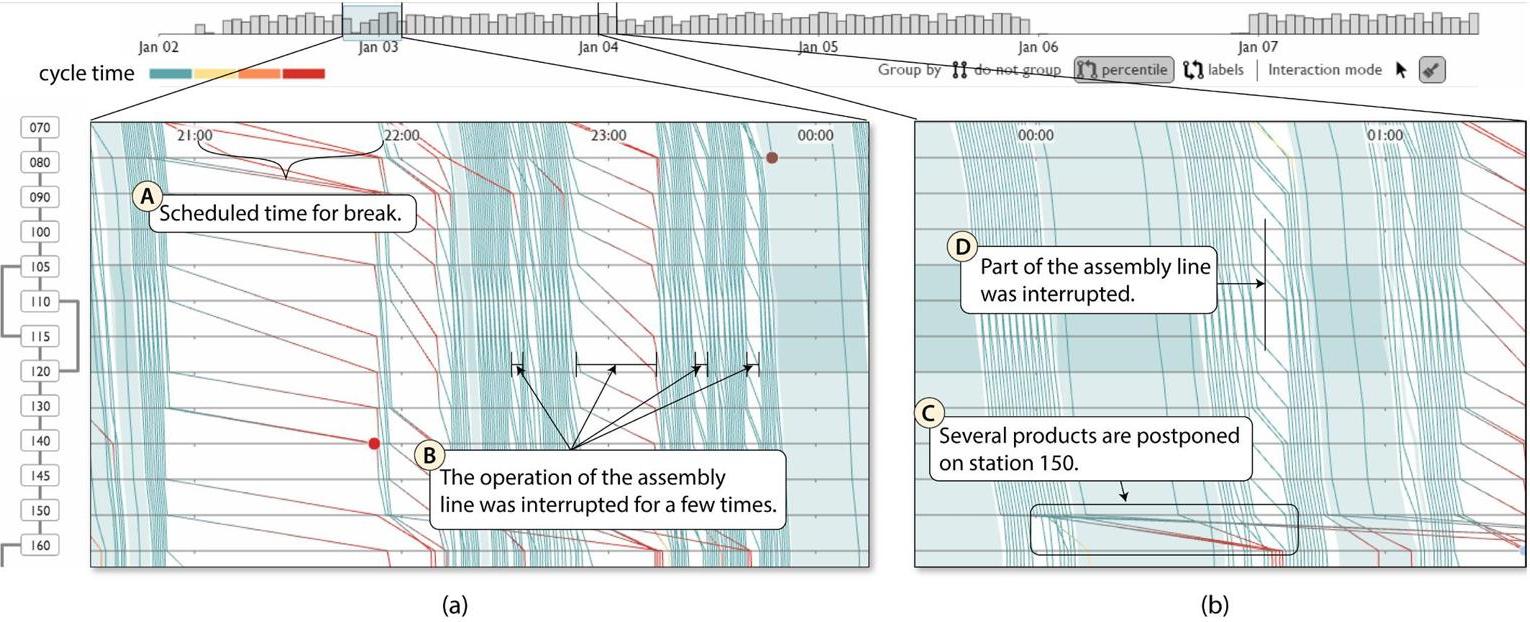 Jan 02 Jan 03 Jan 04 Jan 05 Jan 06 Jan 07
cycle time
Group by do not group percentile labels Interaction mode
070
080
090
100
105
110
115
120
130
140
145
150
160
21:00 22:00 23:00 00:00
A
Scheduled time for break.
B
The operation of the assembly
line was interrupted for a few times.
(a)
00:00 01:00
D
Part of the assembly line
was interrupted.
C
Several products are postponed
on station 150.
(b)